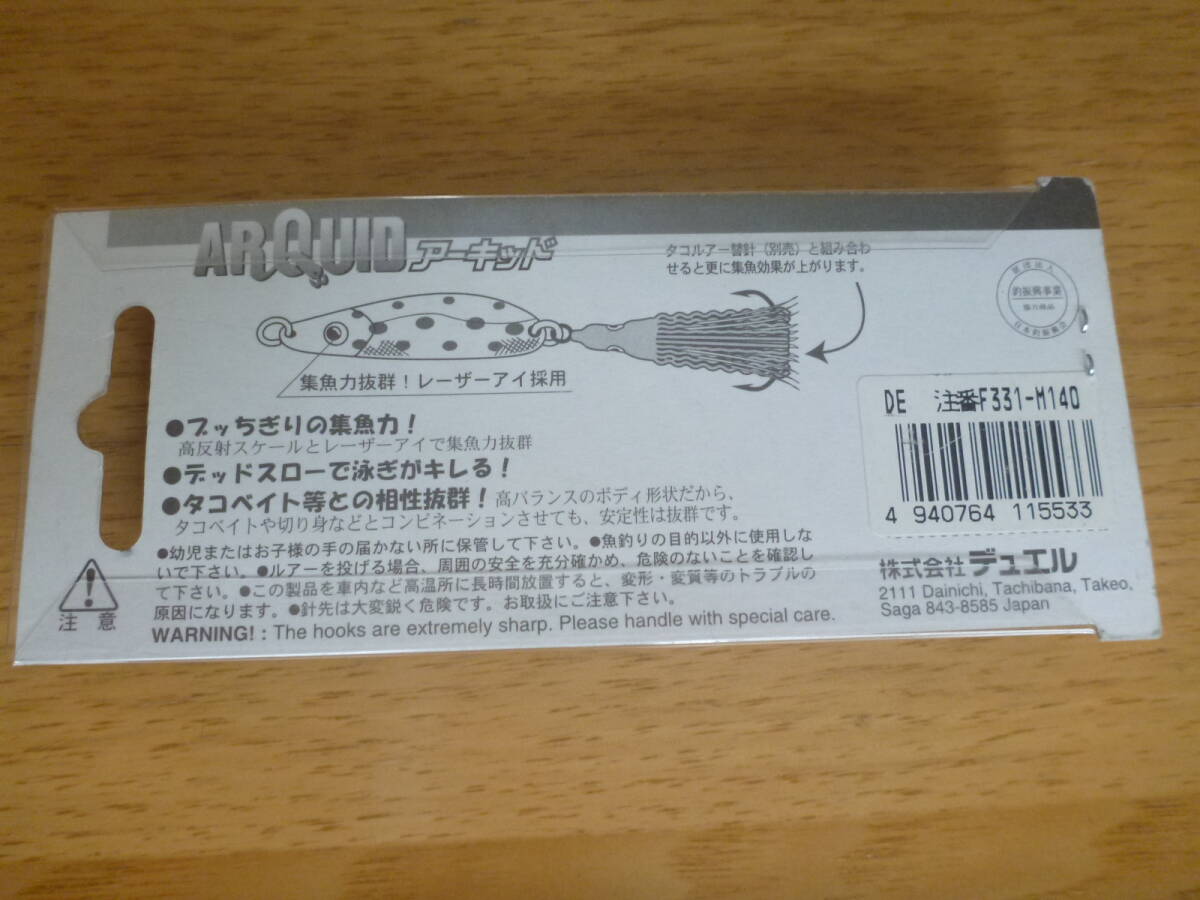 ARQUID アーキッド
タコルアー替針（別売）と組み合わ
せると更に集魚効果が上がります。
釣振興事業
協力商品
日本釣振興会
集魚力抜群！レーザーアイ採用
●ブッちぎりの集魚力！
高反射スケールとレーザーアイで集魚力抜群
●デッドスローで泳ぎがキレる！
●タコベイト等との相性抜群！高バランスのボディ形状だから、
タコベイトや切り身などとコンビネーションさせても、安定性は抜群です。
●幼児またはお子様の手の届かない所に保管して下さい。●魚釣りの目的以外に使用しな
いで下さい。●ルアーを投げる場合、周囲の安全を充分確かめ、危険のないことを確認し
て下さい。●この製品を車内など高温所に長時間放置すると、変形・変質等のトラブルの
原因になります。●針先は大変鋭く危険です。お取扱にご注意下さい。
注意
WARNING! : The hooks are extremely sharp. Please handle with special care.
DE 注番F331-M140
4 940764 115533
株式会社デュエル
2111 Dainichi, Tachibana, Takeo,
Saga 843-8585 Japan